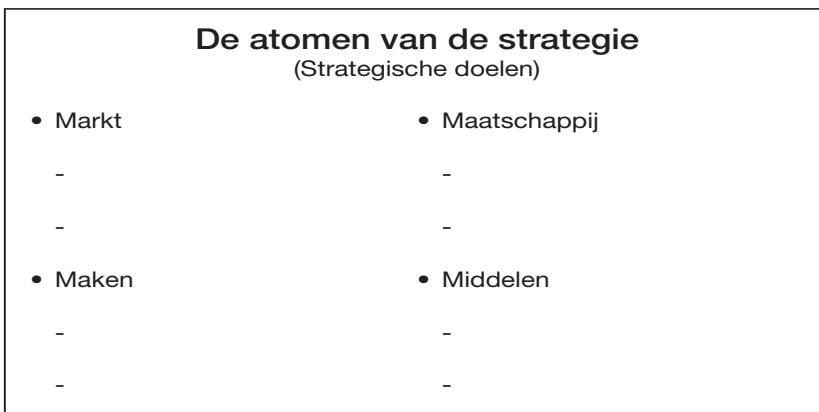 De atomen van de strategie
(Strategische doelen)
• Markt
-
-
• Maken
-
-
• Maatschappij
-
-
• Middelen
-
-